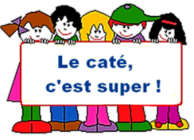 Le caté,
c'est super !